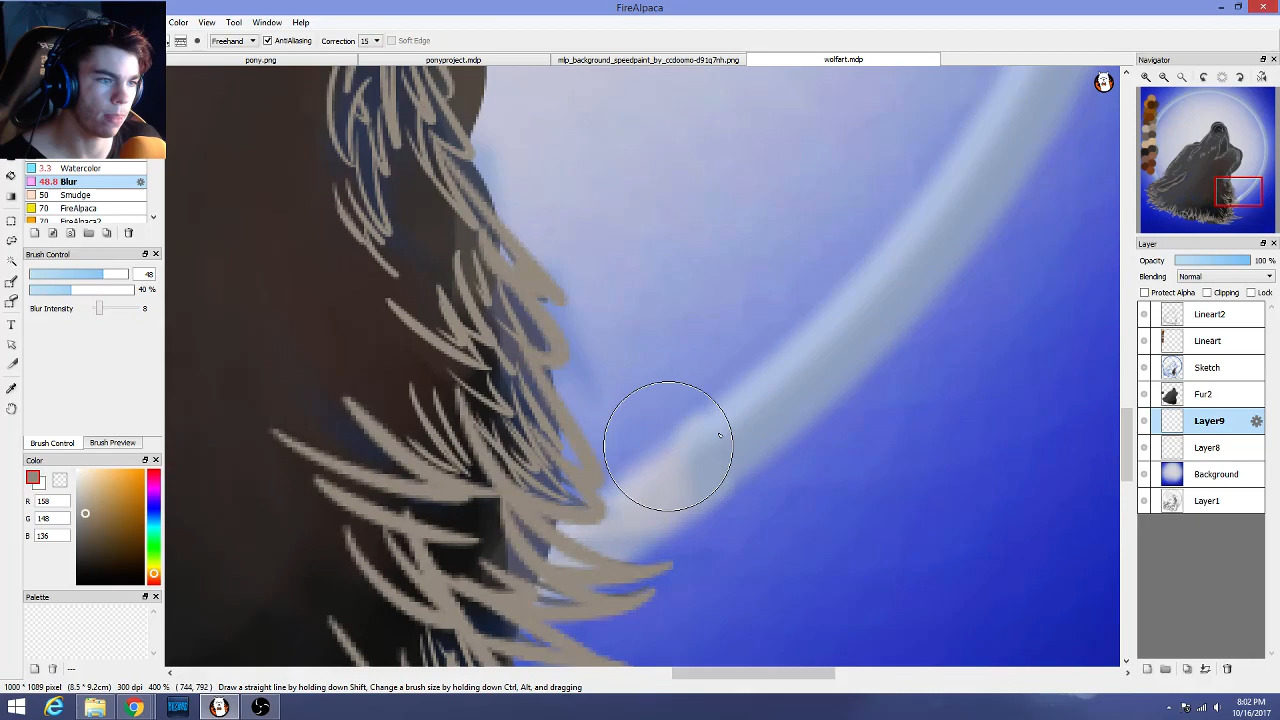 FireAlpaca
Color View Tool Window Help
Freehand AntiAliasing Correction 15 Soft Edge
pony.png ponyproject.mdp mlp_background_speedpaint_by_ccdoomo-d91q7nh.png wolfart.mdp
Navigator
3.3 Watercolor
48.8 Blur
50 Smudge
70 FireAlpaca
70 FireAlpaca2
Brush Control
48
40 %
Blur Intensity 8
Brush Control Brush Preview
Color
R 158
G 148
B 136
Palette
---
Layer
Opacity 100 %
Blending Normal
Protect Alpha Clipping Lock
Lineart2
Lineart
Sketch
Fur2
Layer9
Layer8
Background
Layer1
1000 * 1089 pixel (8.5 * 9.2cm) 300 dpi 400 % (744, 792) Draw a straight line by holding down Shift, Change a brush size by holding down Ctrl, Alt, and dragging
BLIZZARD
8:02 PM
10/16/2017